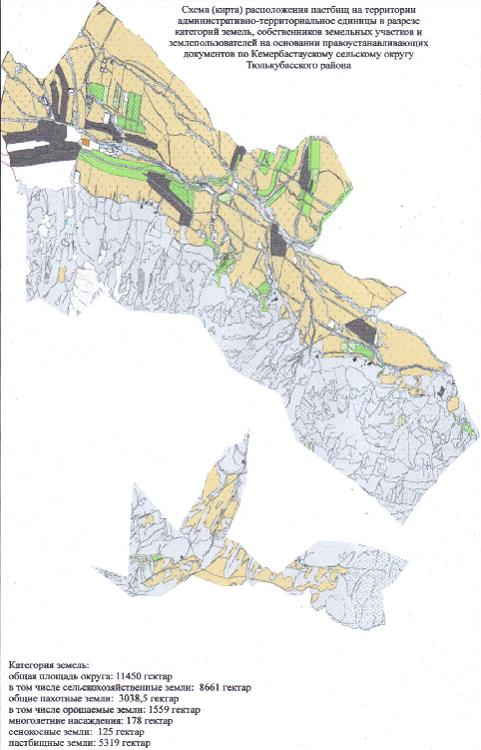 Схема (карта) расположения пастбищ на территории
административно-территориальное единицы в разрезе
категорий земель, собственников земельных участков и
землепользователей на основании правоустанавливающих
документов по Кемербастаускому сельскому округу
Тюлькубасского района
Категория земель:
общая площадь округа: 11450 гектар
в том числе сельскохозяйственные земли: 8661 гектар
общие пахотные земли: 3038,5 гектар
в том числе орошаемые земли: 1559 гектар
многолетние насаждения: 178 гектар
сенокосные земли: 125 гектар
пастбищные земли: 5319 гектар